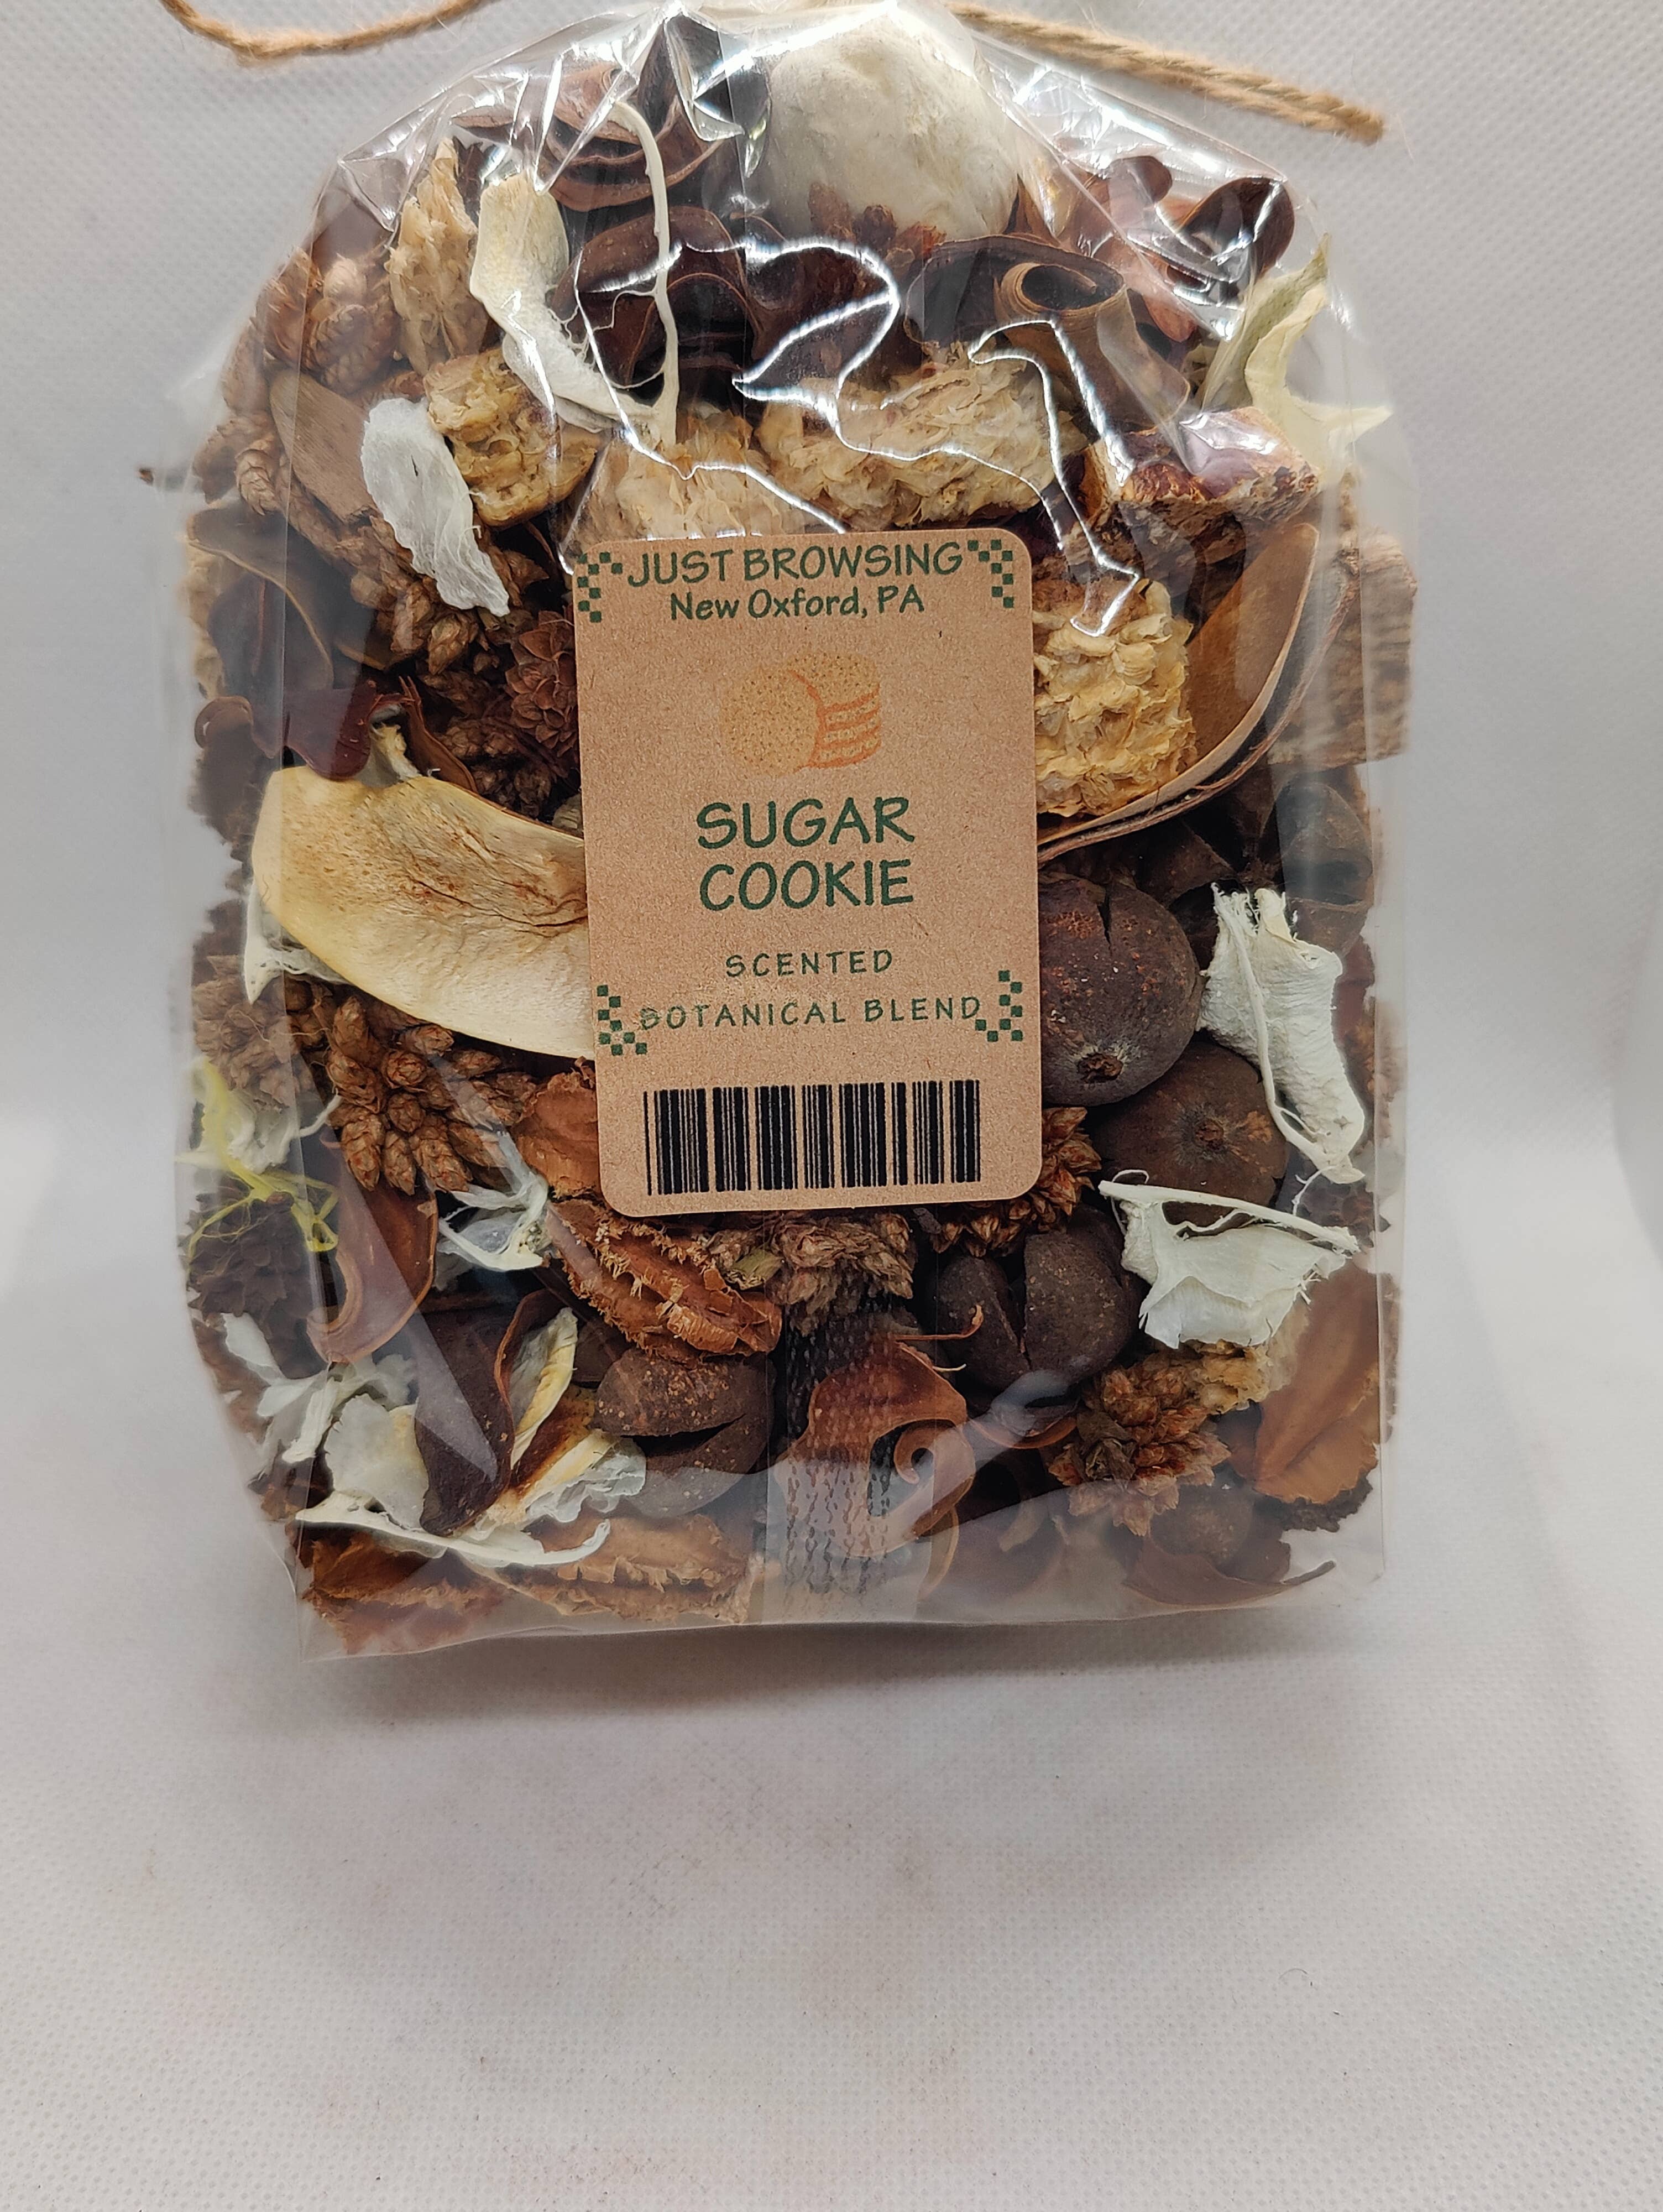 JUST BROWSING
New Oxford, PA
SUGAR
COOKIE
SCENTED
BOTANICAL BLEND